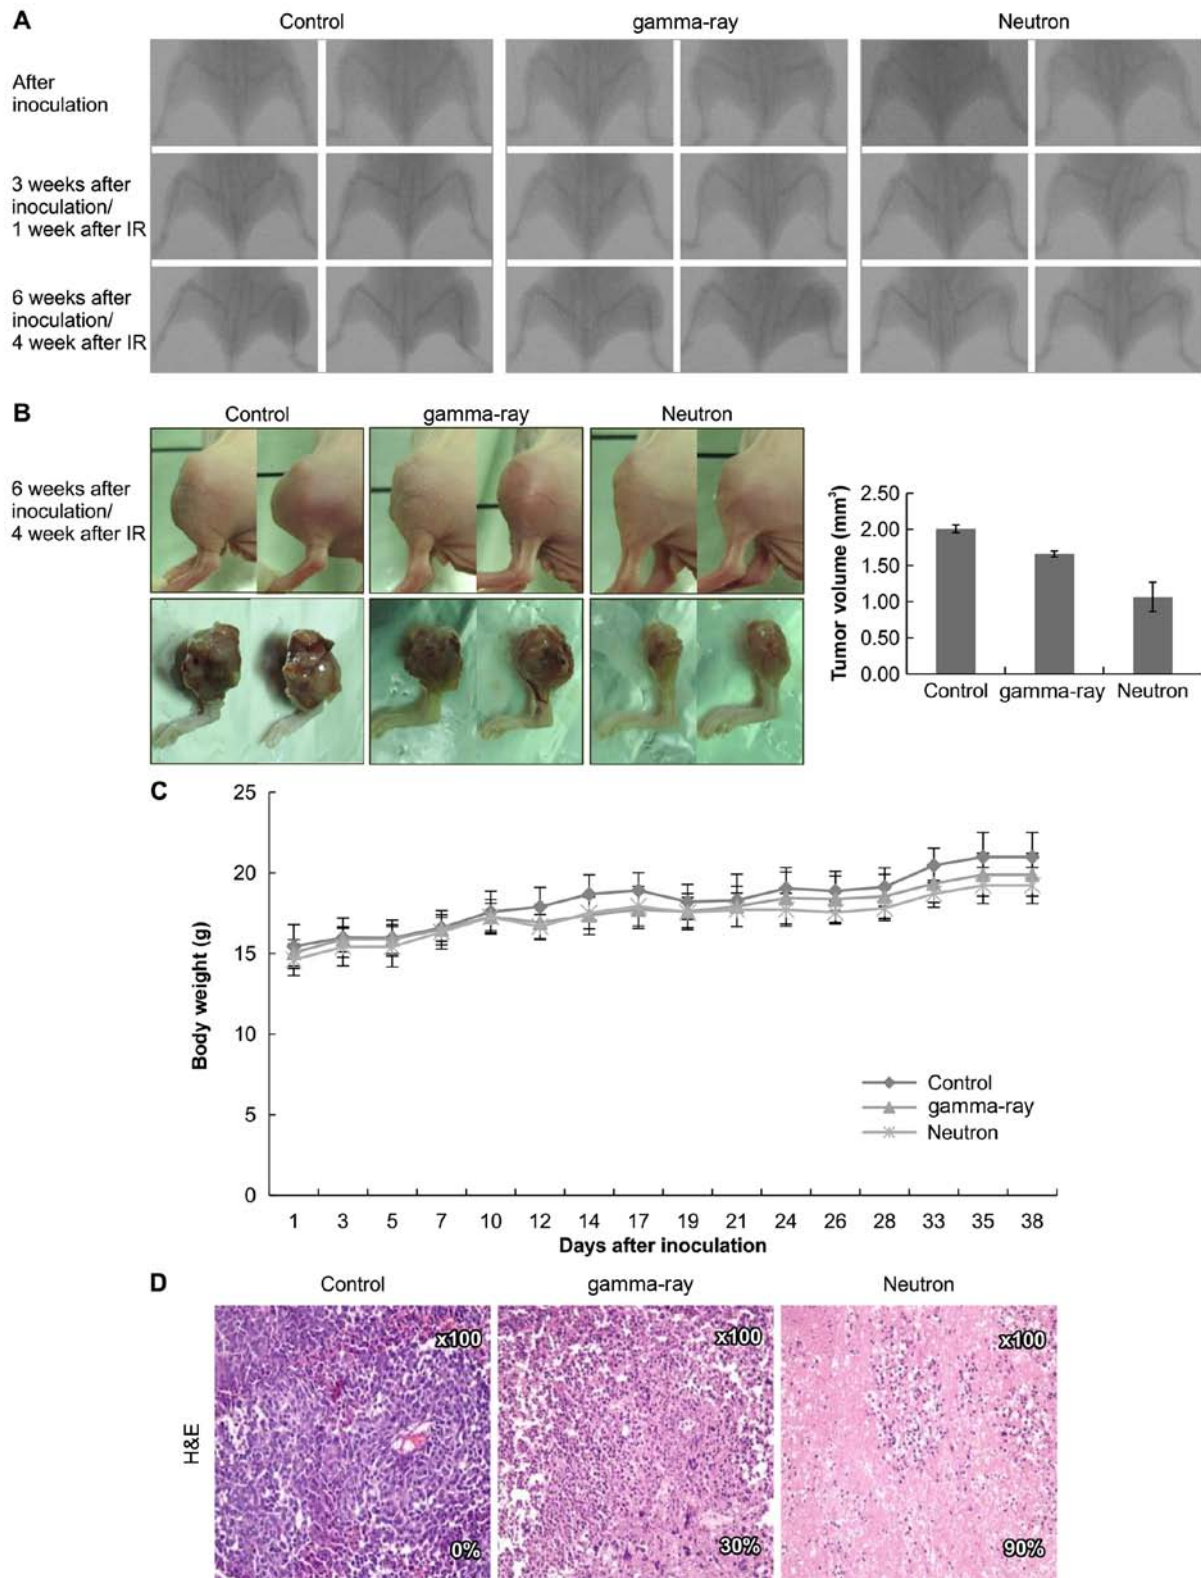 A
Control gamma-ray Neutron
After
inoculation
3 weeks after
inoculation/
1 week after IR
6 weeks after
inoculation/
4 week after IR
B
Control gamma-ray Neutron
6 weeks after
inoculation/
4 week after IR
Tumor volume (mm³)
2.50
2.00
1.50
1.00
0.50
0.00
Control gamma-ray Neutron
C
Body weight (g)
25
20
15
10
5
0
Control
gamma-ray
Neutron
1 3 5 7 10 12 14 17 19 21 24 26 28 33 35 38
Days after inoculation
D
Control gamma-ray Neutron
H&E
x100 x100 x100
0% 30% 90%